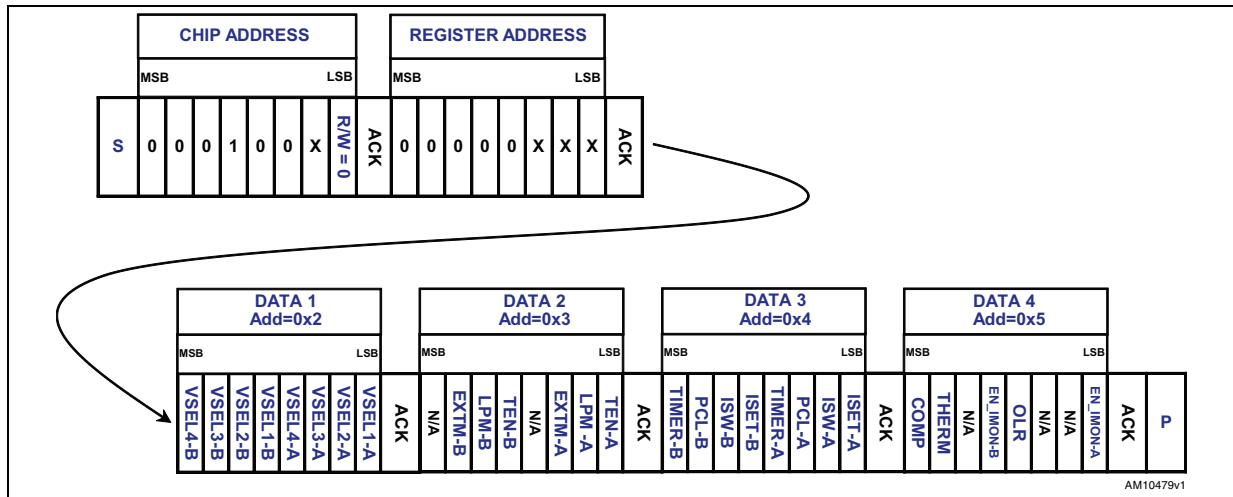 CHIP ADDRESS REGISTER ADDRESS
MSB LSB MSB LSB
S 0 0 0 1 0 0 X R/W = 0 ACK 0 0 0 0 0 X X X ACK
DATA 1 DATA 2 DATA 3 DATA 4
Add=0x2 Add=0x3 Add=0x4 Add=0x5
MSB LSB MSB LSB MSB LSB MSB LSB
VSEL4-B VSEL3-B VSEL2-B VSEL1-B VSEL4-A VSEL3-A VSEL2-A VSEL1-A ACK N/A EXTM-B LPM-B TEN-B N/A EXTM-A LPM -A TEN-A ACK TIMER-B PCL-B ISW-B ISET-B TIMER-A PCL-A ISW-A ISET-A ACK COMP THERM N/A EN_IMON-B OLR N/A N/A EN_IMON-A ACK P
AM10479v1